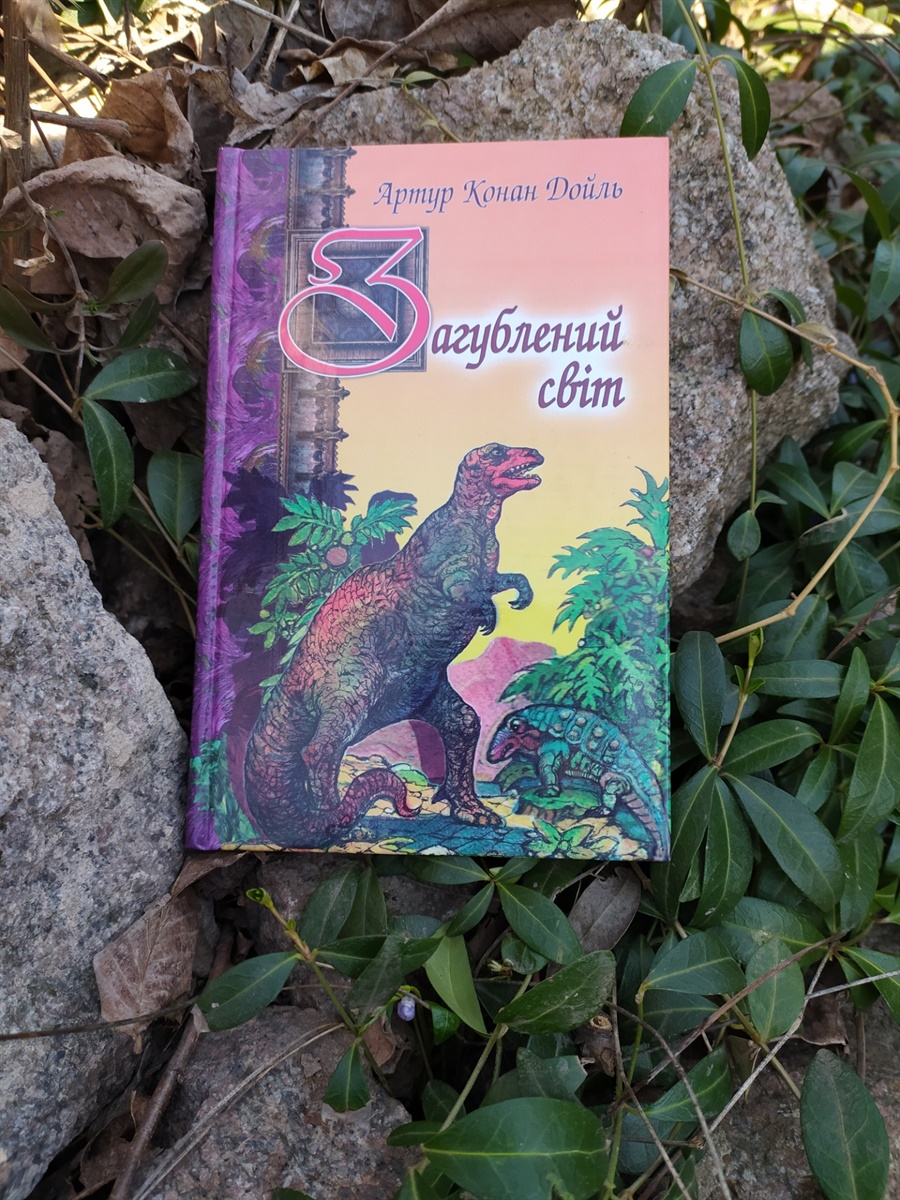 Артур Конан Дойль
Загублений
світ